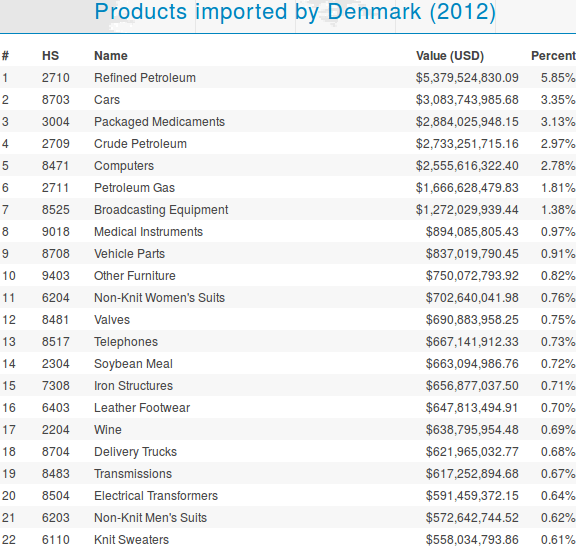 Products imported by Denmark (2012)
# HS Name Value (USD) Percent
1 2710 Refined Petroleum $5,379,524,830.09 5.85%
2 8703 Cars $3,083,743,985.68 3.35%
3 3004 Packaged Medicaments $2,884,025,948.15 3.13%
4 2709 Crude Petroleum $2,733,251,715.16 2.97%
5 8471 Computers $2,555,616,322.40 2.78%
6 2711 Petroleum Gas $1,666,628,479.83 1.81%
7 8525 Broadcasting Equipment $1,272,029,939.44 1.38%
8 9018 Medical Instruments $894,085,805.43 0.97%
9 8708 Vehicle Parts $837,019,790.45 0.91%
10 9403 Other Furniture $750,072,793.92 0.82%
11 6204 Non-Knit Women's Suits $702,640,041.98 0.76%
12 8481 Valves $690,883,958.25 0.75%
13 8517 Telephones $667,141,912.33 0.73%
14 2304 Soybean Meal $663,094,986.76 0.72%
15 7308 Iron Structures $656,877,037.50 0.71%
16 6403 Leather Footwear $647,813,494.91 0.70%
17 2204 Wine $638,795,954.48 0.69%
18 8704 Delivery Trucks $621,965,032.77 0.68%
19 8483 Transmissions $617,252,894.68 0.67%
20 8504 Electrical Transformers $591,459,372.15 0.64%
21 6203 Non-Knit Men's Suits $572,642,744.52 0.62%
22 6110 Knit Sweaters $558,034,793.86 0.61%